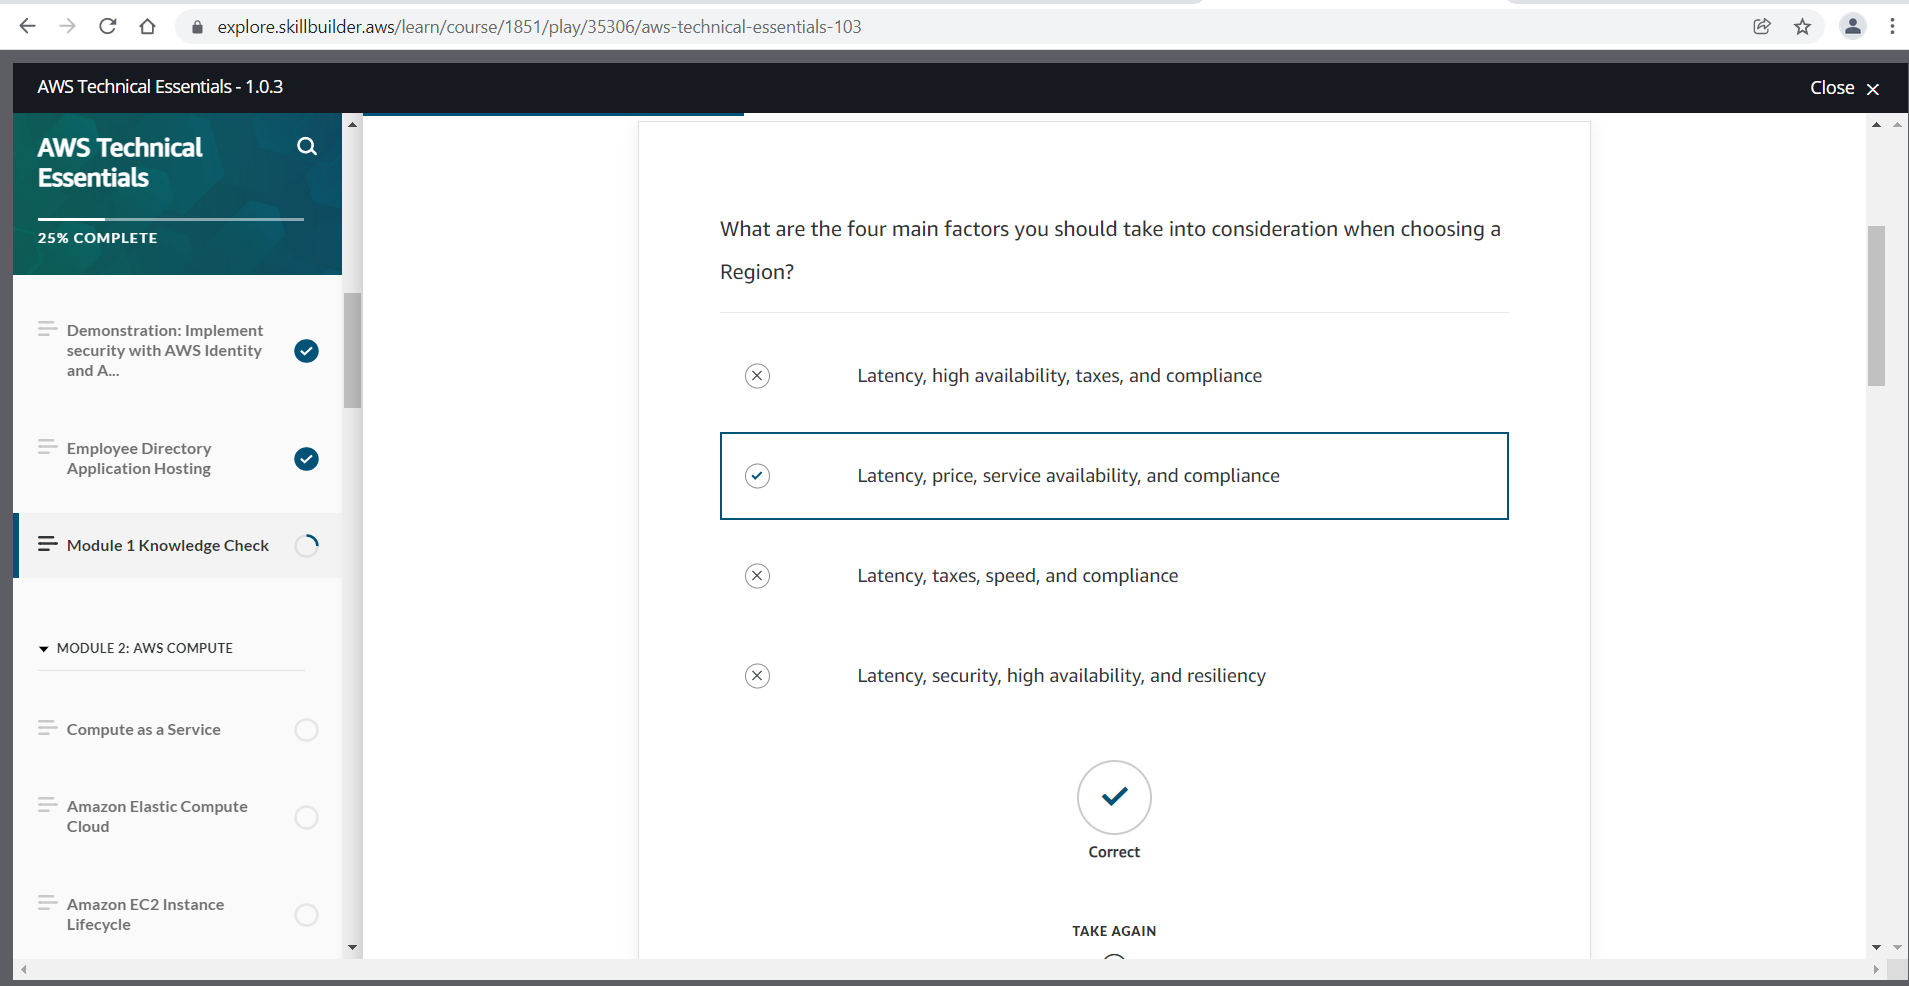 explore.skillbuilder.aws/learn/course/1851/play/35306/aws-technical-essentials-103
AWS Technical Essentials - 1.0.3
Close
AWS Technical
Essentials
25% COMPLETE
Demonstration: Implement
security with AWS Identity
and A...
Employee Directory
Application Hosting
Module 1 Knowledge Check
MODULE 2: AWS COMPUTE
Compute as a Service
Amazon Elastic Compute
Cloud
Amazon EC2 Instance
Lifecycle
What are the four main factors you should take into consideration when choosing a
Region?
Latency, high availability, taxes, and compliance
Latency, price, service availability, and compliance
Latency, taxes, speed, and compliance
Latency, security, high availability, and resiliency
Correct
TAKE AGAIN